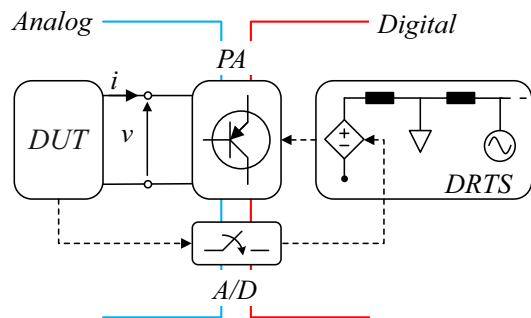 Analog
Digital
PA
i
DUT
v
+
−
DRTS
A/D